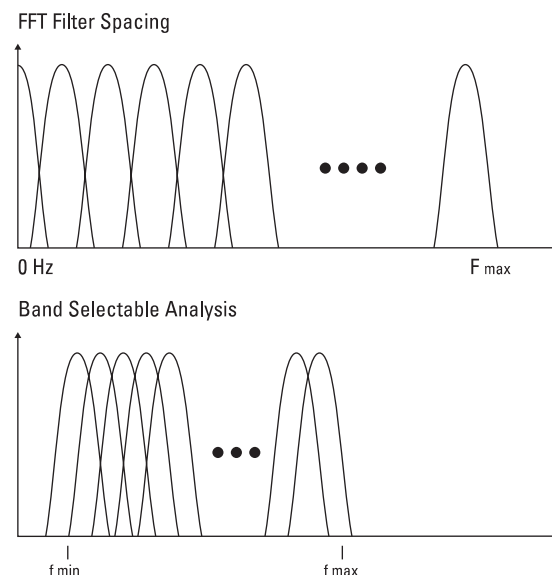 FFT Filter Spacing
0 Hz
F max
Band Selectable Analysis
f min
f max